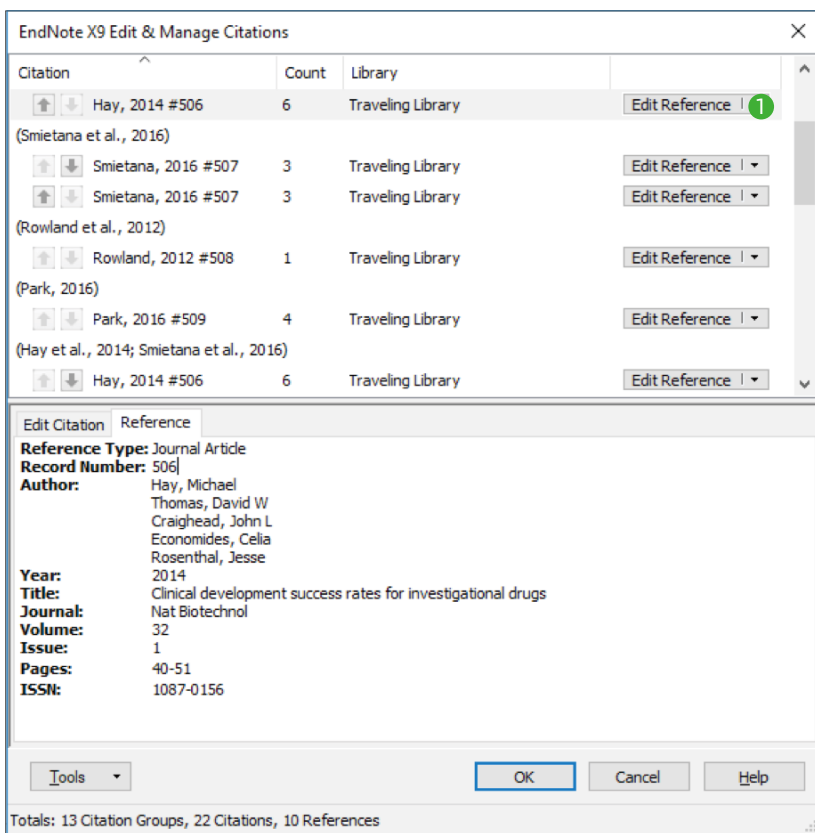 EndNote X9 Edit & Manage Citations
Citation Count Library
Hay, 2014 #506 6 Traveling Library Edit Reference 1
(Smietana et al., 2016)
Smietana, 2016 #507 3 Traveling Library Edit Reference
Smietana, 2016 #507 3 Traveling Library Edit Reference
(Rowland et al., 2012)
Rowland, 2012 #508 1 Traveling Library Edit Reference
(Park, 2016)
Park, 2016 #509 4 Traveling Library Edit Reference
(Hay et al., 2014; Smietana et al., 2016)
Hay, 2014 #506 6 Traveling Library Edit Reference
Edit Citation Reference
Reference Type: Journal Article
Record Number: 506
Author: Hay, Michael
Thomas, David W
Craighead, John L
Economides, Celia
Rosenthal, Jesse
Year: 2014
Title: Clinical development success rates for investigational drugs
Journal: Nat Biotechnol
Volume: 32
Issue: 1
Pages: 40-51
ISSN: 1087-0156
Tools OK Cancel Help
Totals: 13 Citation Groups, 22 Citations, 10 References